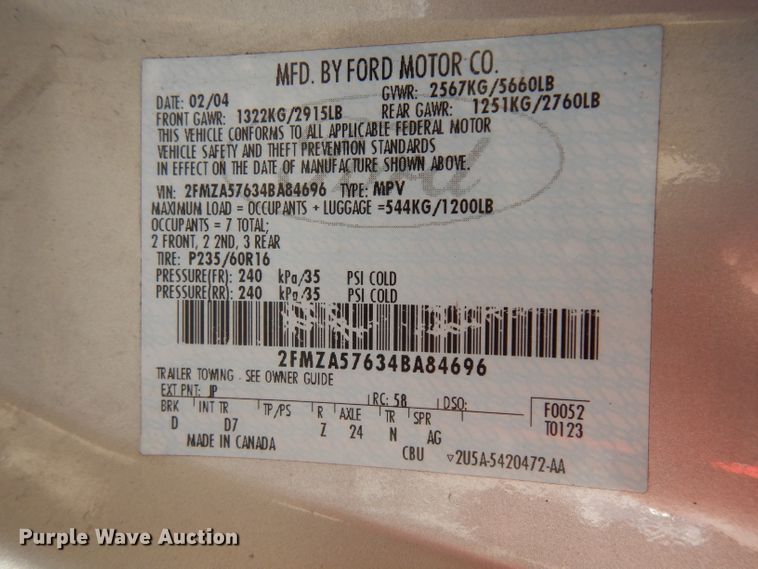 MFD. BY FORD MOTOR CO.
DATE: 02/04 GVWR: 2567KG/5660LB
FRONT GAWR: 1322KG/2915LB REAR GAWR: 1251KG/2760LB
THIS VEHICLE CONFORMS TO ALL APPLICABLE FEDERAL MOTOR
VEHICLE SAFETY AND THEFT PREVENTION STANDARDS
IN EFFECT ON THE DATE OF MANUFACTURE SHOWN ABOVE.
Ford
VIN: 2FMZA57634BA84696 TYPE: MPV
MAXIMUM LOAD = OCCUPANTS + LUGGAGE =544KG/1200LB
OCCUPANTS = 7 TOTAL;
2 FRONT, 2 2ND, 3 REAR
TIRE: P235/60R16
PRESSURE(FR): 240 kPa/35 PSI COLD
PRESSURE(RR): 240 kPa/35 PSI COLD
2FMZA57634BA84696
TRAILER TOWING - SEE OWNER GUIDE
EXT PNT: JP RC: 58 DSO:
BRK INT TR TP/PS R AXLE TR SPR F0052
D D7 Z 24 N AG T0123
MADE IN CANADA CBU ▽2U5A-5420472-AA
Purple Wave Auction